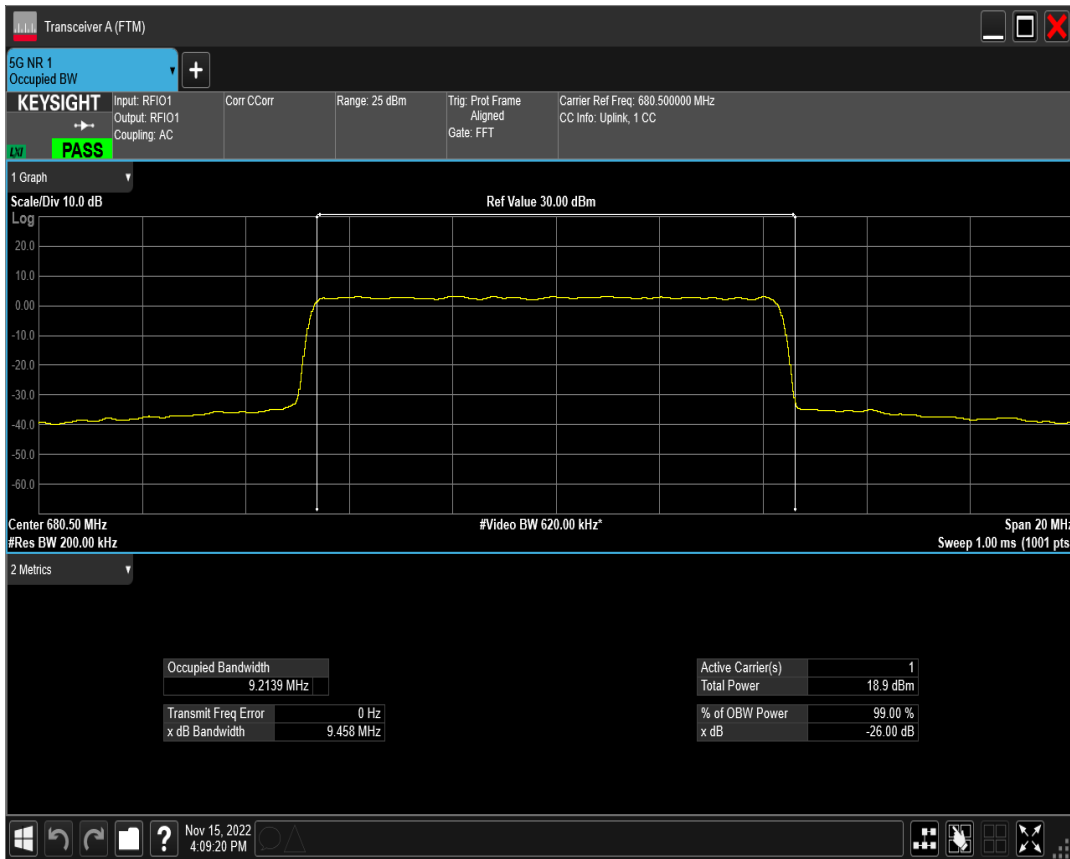 Transceiver A (FTM)
5G NR 1
Occupied BW
+
KEYSIGHT
LXI
PASS
Input: RFIO1
Output: RFIO1
Coupling: AC
Corr CCorr
Range: 25 dBm
Trig: Prot Frame
Aligned
Gate: FFT
Carrier Ref Freq: 680.500000 MHz
CC Info: Uplink, 1 CC
1 Graph
Scale/Div 10.0 dB
Ref Value 30.00 dBm
Log
20.0
10.0
0.00
-10.0
-20.0
-30.0
-40.0
-50.0
-60.0
Center 680.50 MHz
#Video BW 620.00 kHz*
Span 20 MHz
#Res BW 200.00 kHz
Sweep 1.00 ms (1001 pts
2 Metrics
Occupied Bandwidth
9.2139 MHz
Transmit Freq Error 0 Hz
x dB Bandwidth 9.458 MHz
Active Carrier(s) 1
Total Power 18.9 dBm
% of OBW Power 99.00 %
x dB -26.00 dB
?
Nov 15, 2022
4:09:20 PM